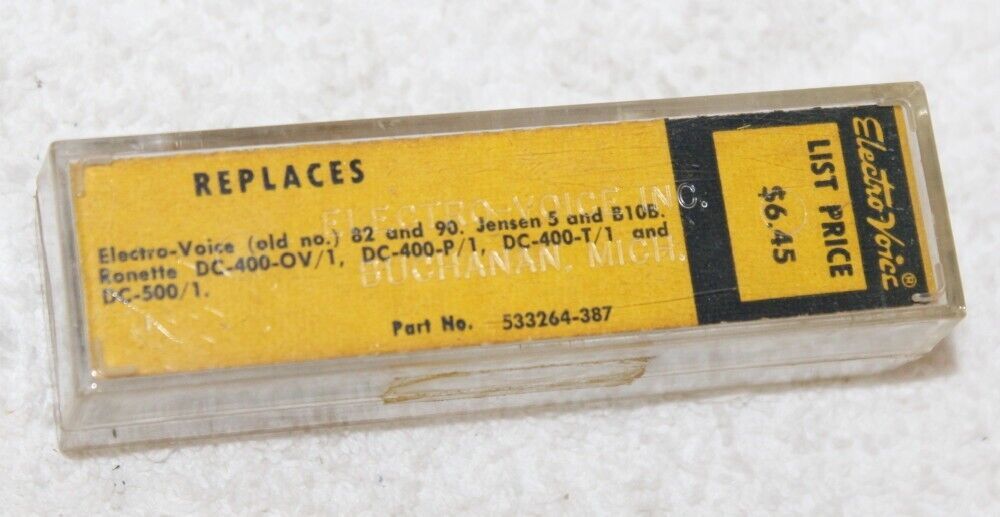 REPLACES
Electro-Voice (old no.) 82 and 90. Jensen 5 and B10B.
Ronette DC-400-OV/1, DC-400-P/1, DC-400-T/1 and
DC-500/1.
Part No. 533264-387
ELECTRO-VOICE INC.
BUCHANAN, MICH.
Electro Voice®
LIST PRICE
$6.45